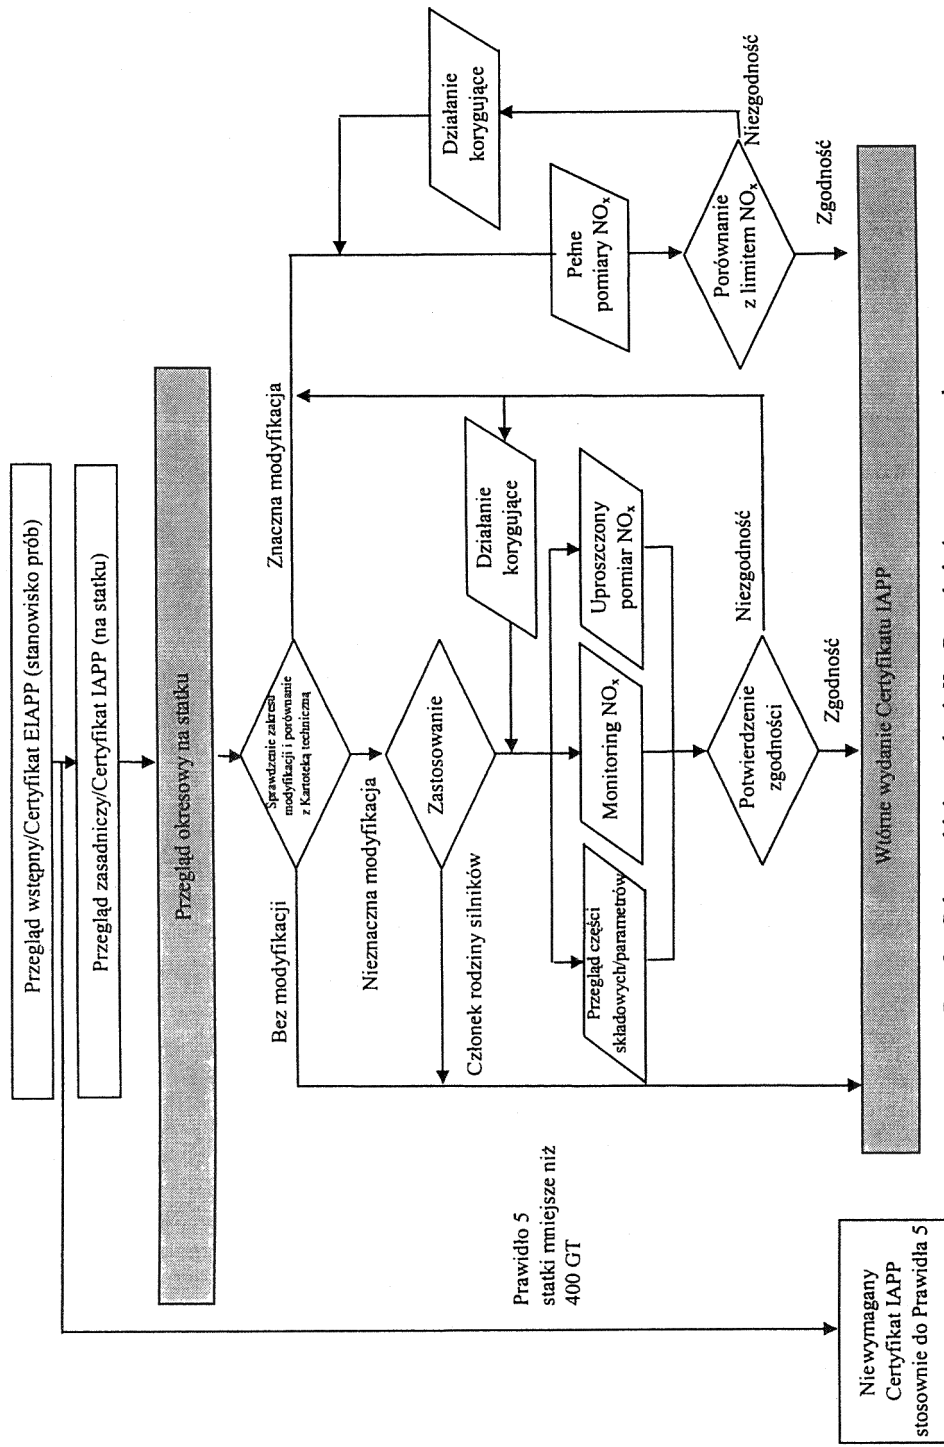 Przegląd wstępny/Certyfikat EIAPP (stanowisko prób)
Przegląd zasadniczy/Certyfikat IAPP (na statku)
Przegląd okresowy na statku
Sprawdzenie zakresu
modyfikacji i porównanie
z Kartoteką techniczną
Bez modyfikacji
Znaczna modyfikacja
Nieznaczna modyfikacja
Zastosowanie
Członek rodziny silników
Działanie
korygujące
Działanie
korygujące
Przegląd części
składowych/parametrów
Monitoring NOx
Uproszczony
pomiar NOx
Pełne
pomiary NOx
Potwierdzenie
zgodności
Niezgodność
Zgodność
Porównanie
z limitem NOx
Niezgodność
Zgodność
Prawidło 5
statki mniejsze niż
400 GT
Niewymagany
Certyfikat IAPP
stosownie do Prawidła 5
Wtórne wydanie Certyfikatu IAPP